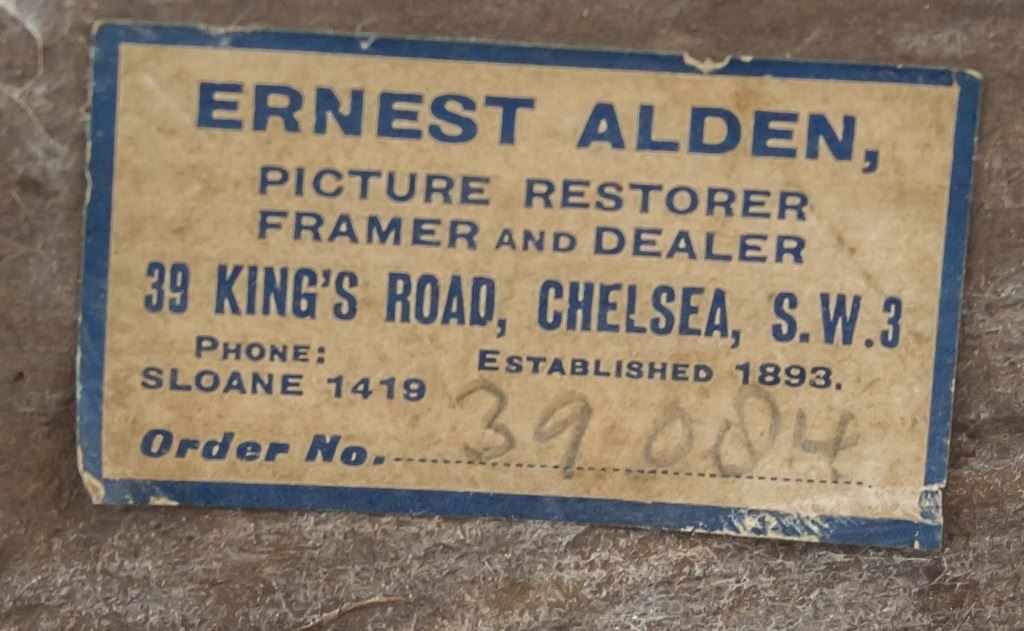 ERNEST ALDEN,
PICTURE RESTORER
FRAMER AND DEALER
39 KING'S ROAD, CHELSEA, S.W.3
PHONE: ESTABLISHED 1893.
SLOANE 1419
Order No. 39 084